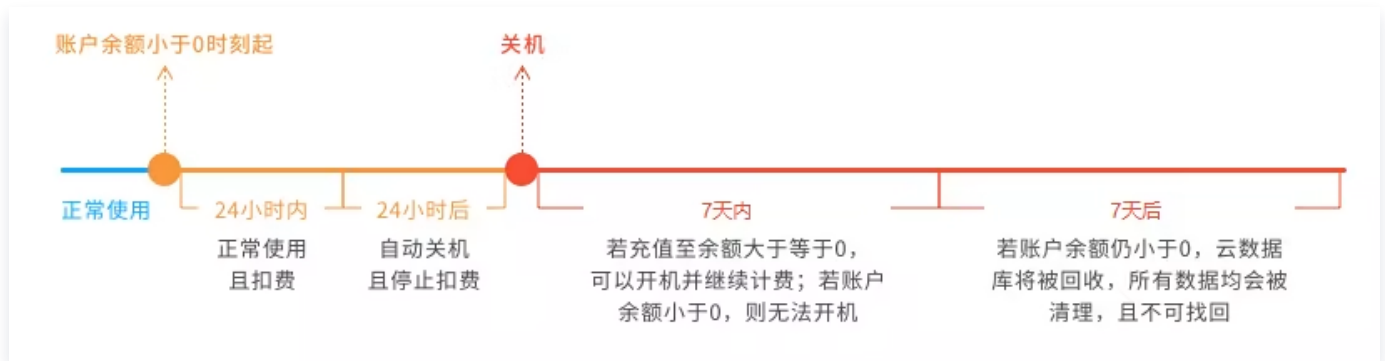 账户余额小于0时刻起
关机
正常使用
24小时内
24小时后
7天内
7天后
正常使用
且扣费
自动关机
且停止扣费
若充值至余额大于等于0，
可以开机并继续计费；若账户
余额小于0，则无法开机
若账户余额仍小于0，云数据
库将被回收，所有数据均会被
清理，且不可找回